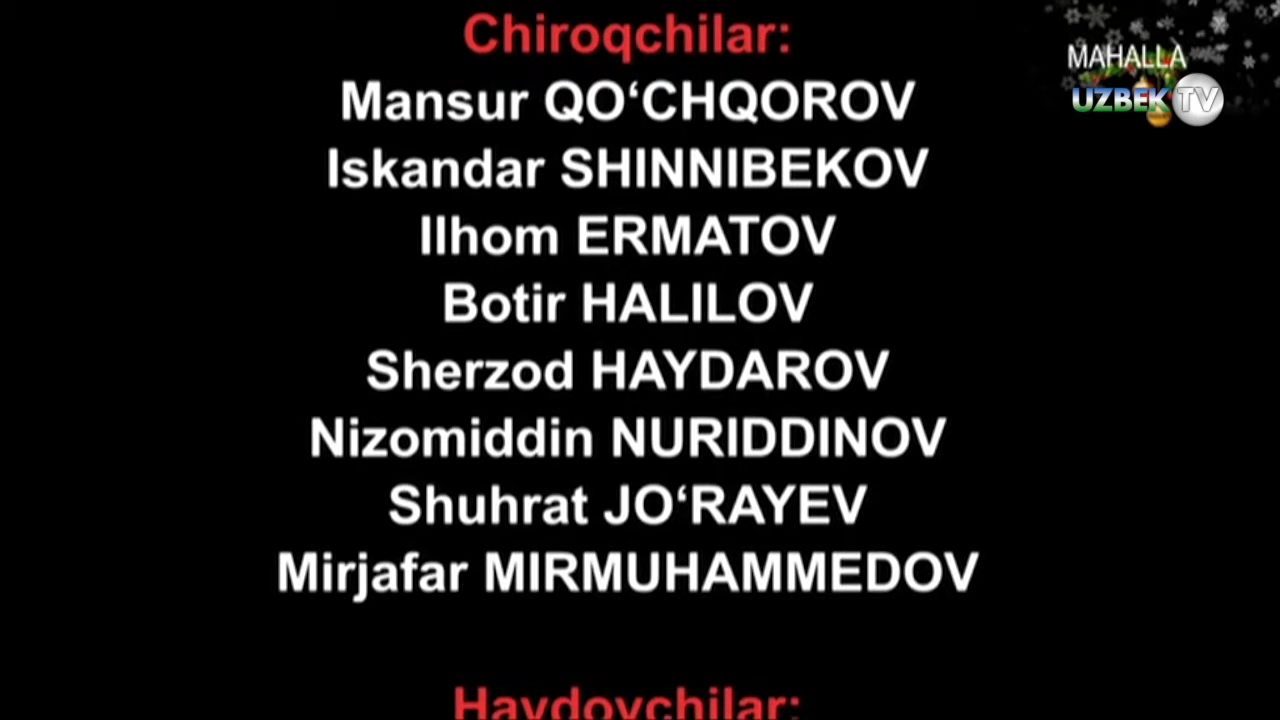 Chiroqchilar:
MAHALLA
UZBEK TV
Mansur QO‘CHQOROV
Iskandar SHINNIBEKOV
Ilhom ERMATOV
Botir HALILOV
Sherzod HAYDAROV
Nizomiddin NURIDDINOV
Shuhrat JO‘RAYEV
Mirjafar MIRMUHAMMEDOV
Haydovchilar: